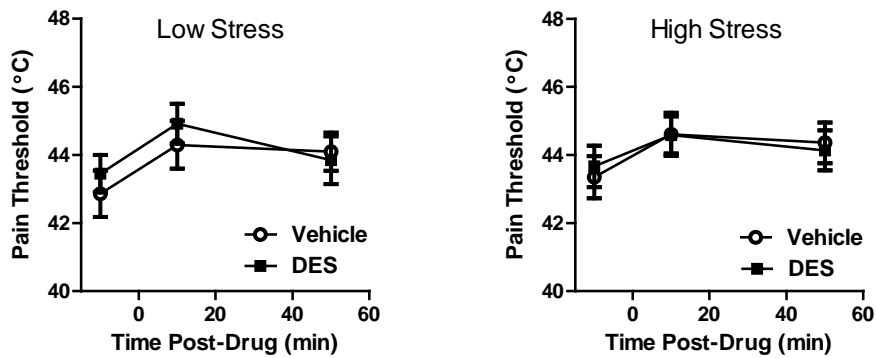 Low Stress
48
46
44
42
40
Pain Threshold (°C)
Vehicle
DES
0 20 40 60
Time Post-Drug (min)
High Stress
48
46
44
42
40
Pain Threshold (°C)
Vehicle
DES
0 20 40 60
Time Post-Drug (min)